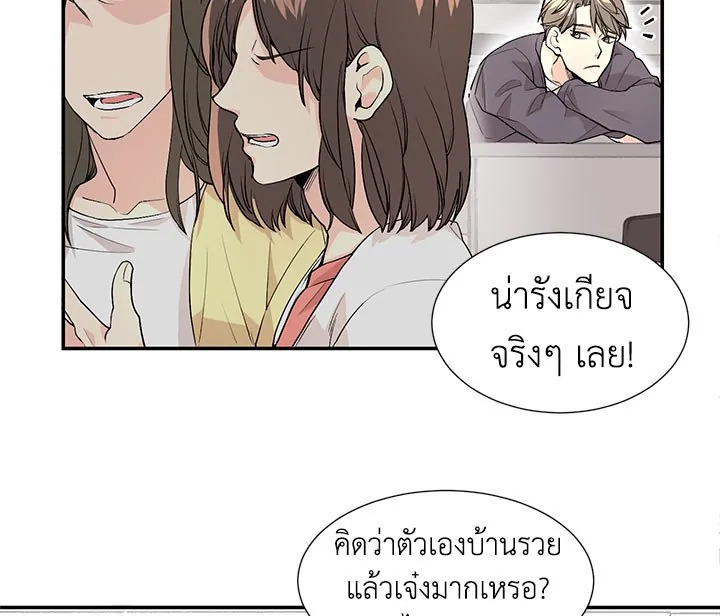 น่ารังเกียจ
จริงๆ เลย!
คิดว่าตัวเองบ้านรวย
แล้วเจ๋งมากเหรอ?